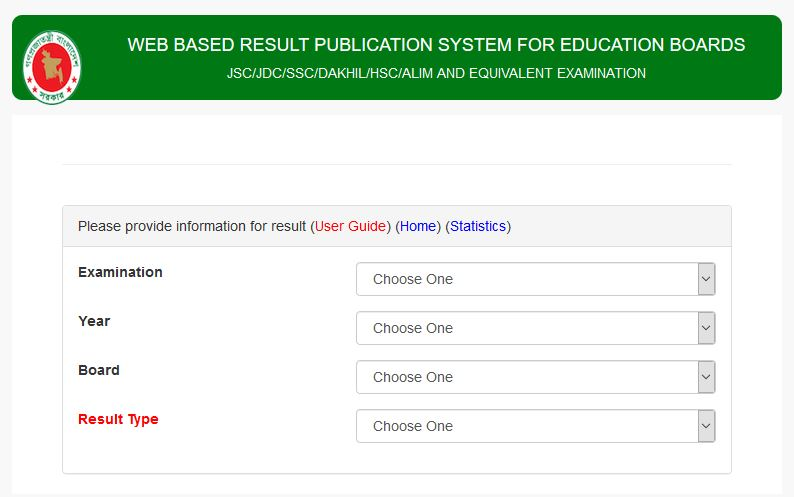 গণপ্রজাতন্ত্রী বাংলাদেশ
সরকার
WEB BASED RESULT PUBLICATION SYSTEM FOR EDUCATION BOARDS
JSC/JDC/SSC/DAKHIL/HSC/ALIM AND EQUIVALENT EXAMINATION
Please provide information for result (User Guide) (Home) (Statistics)
Examination Choose One
Year Choose One
Board Choose One
Result Type Choose One